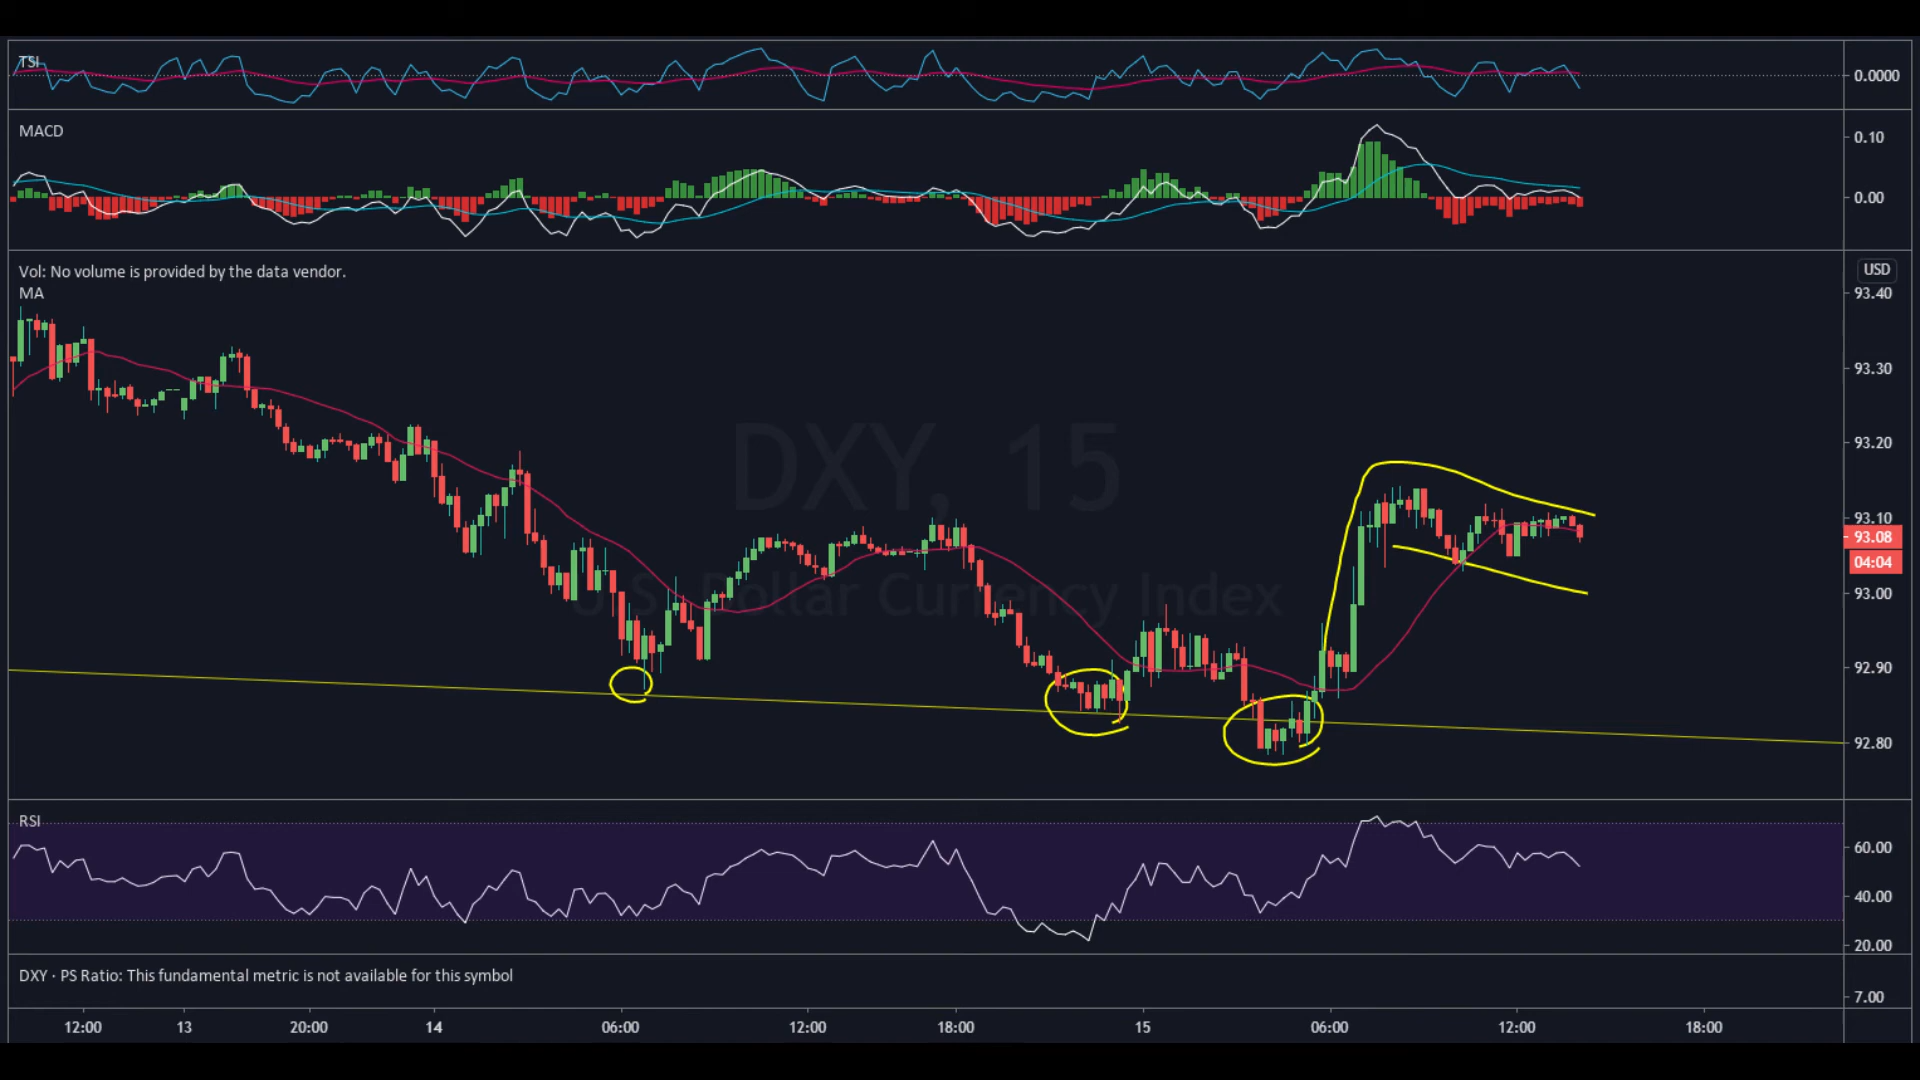 TSI
0.0000
MACD
0.10
0.00
Vol: No volume is provided by the data vendor.
USD
MA
93.40
93.30
93.20
DXY, 15
93.10
93.08
04:04
U.S. Dollar Currency Index
93.00
92.90
92.80
RSI
60.00
40.00
20.00
DXY · PS Ratio: This fundamental metric is not available for this symbol
7.00
12:00 13 20:00 14 06:00 12:00 18:00 15 06:00 12:00 18:00